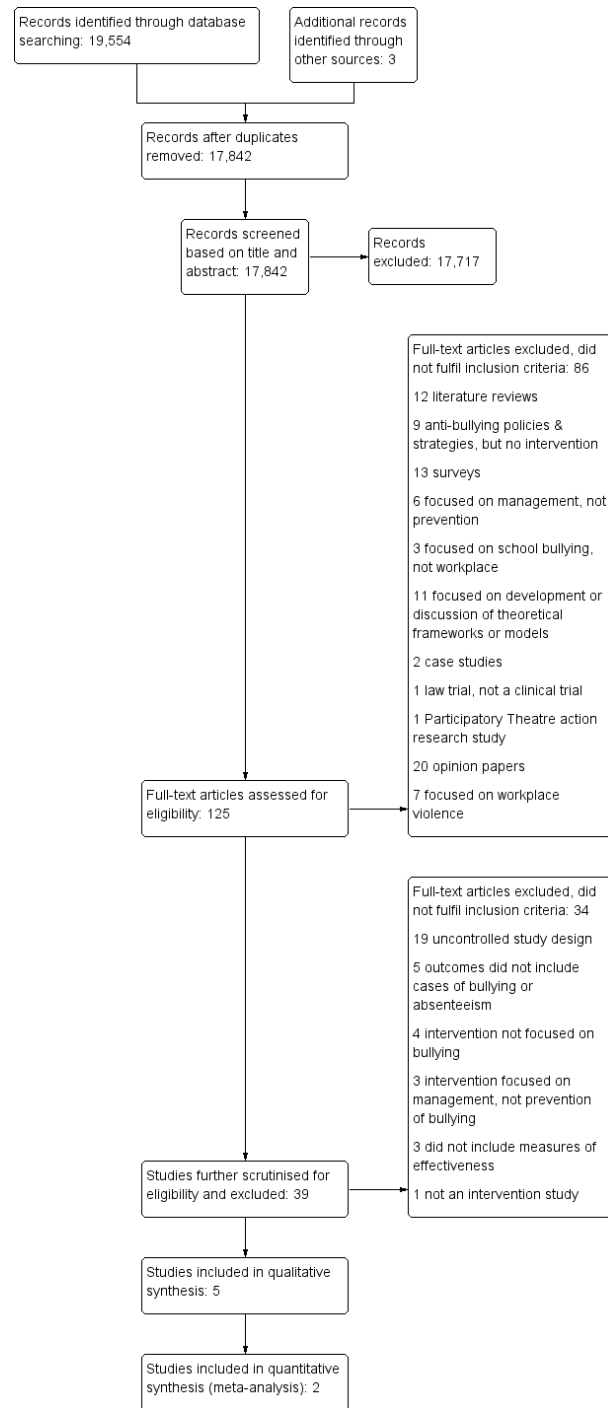 Records identified through database
searching: 19,554
Additional records
identified through
other sources: 3
Records after duplicates
removed: 17,842
Records screened
based on title and
abstract: 17,842
Records
excluded: 17,717
Full-text articles excluded, did
not fulfil inclusion criteria: 86
12 literature reviews
9 anti-bullying policies &
strategies, but no intervention
13 surveys
6 focused on management, not
prevention
3 focused on school bullying,
not workplace
11 focused on development or
discussion of theoretical
frameworks or models
2 case studies
1 law trial, not a clinical trial
1 Participatory Theatre action
research study
20 opinion papers
7 focused on workplace
violence
Full-text articles assessed for
eligibility: 125
Full-text articles excluded, did
not fulfil inclusion criteria: 34
19 uncontrolled study design
5 outcomes did not include
cases of bullying or
absenteeism
4 intervention not focused on
bullying
3 intervention focused on
management, not prevention
of bullying
3 did not include measures of
effectiveness
1 not an intervention study
Studies further scrutinised for
eligibility and excluded: 39
Studies included in qualitative
synthesis: 5
Studies included in quantitative
synthesis (meta-analysis): 2